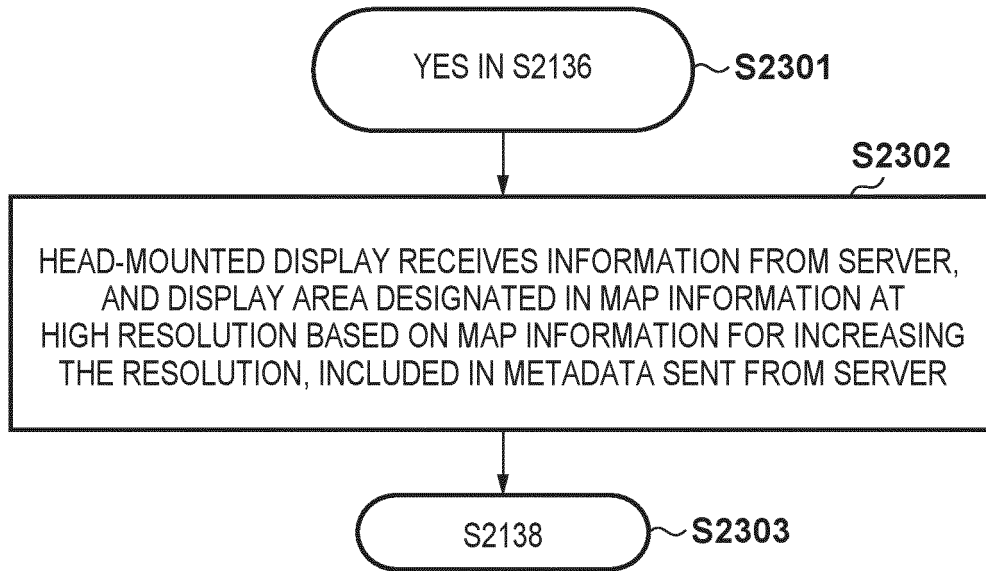 YES IN S2136
S2301
S2302
HEAD-MOUNTED DISPLAY RECEIVES INFORMATION FROM SERVER,
AND DISPLAY AREA DESIGNATED IN MAP INFORMATION AT
HIGH RESOLUTION BASED ON MAP INFORMATION FOR INCREASING
THE RESOLUTION, INCLUDED IN METADATA SENT FROM SERVER
S2138
S2303